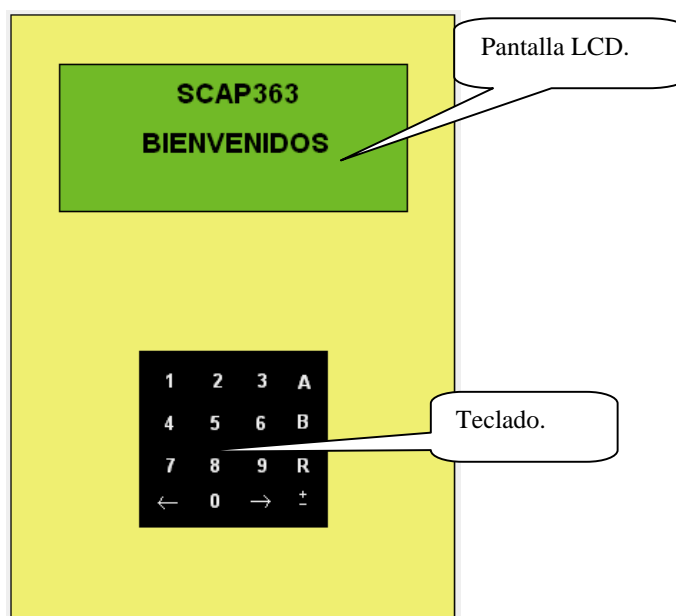 Pantalla LCD.
SCAP363
BIENVENIDOS
1 2 3 A
4 5 6 B
7 8 9 R
← 0 → ±
Teclado.